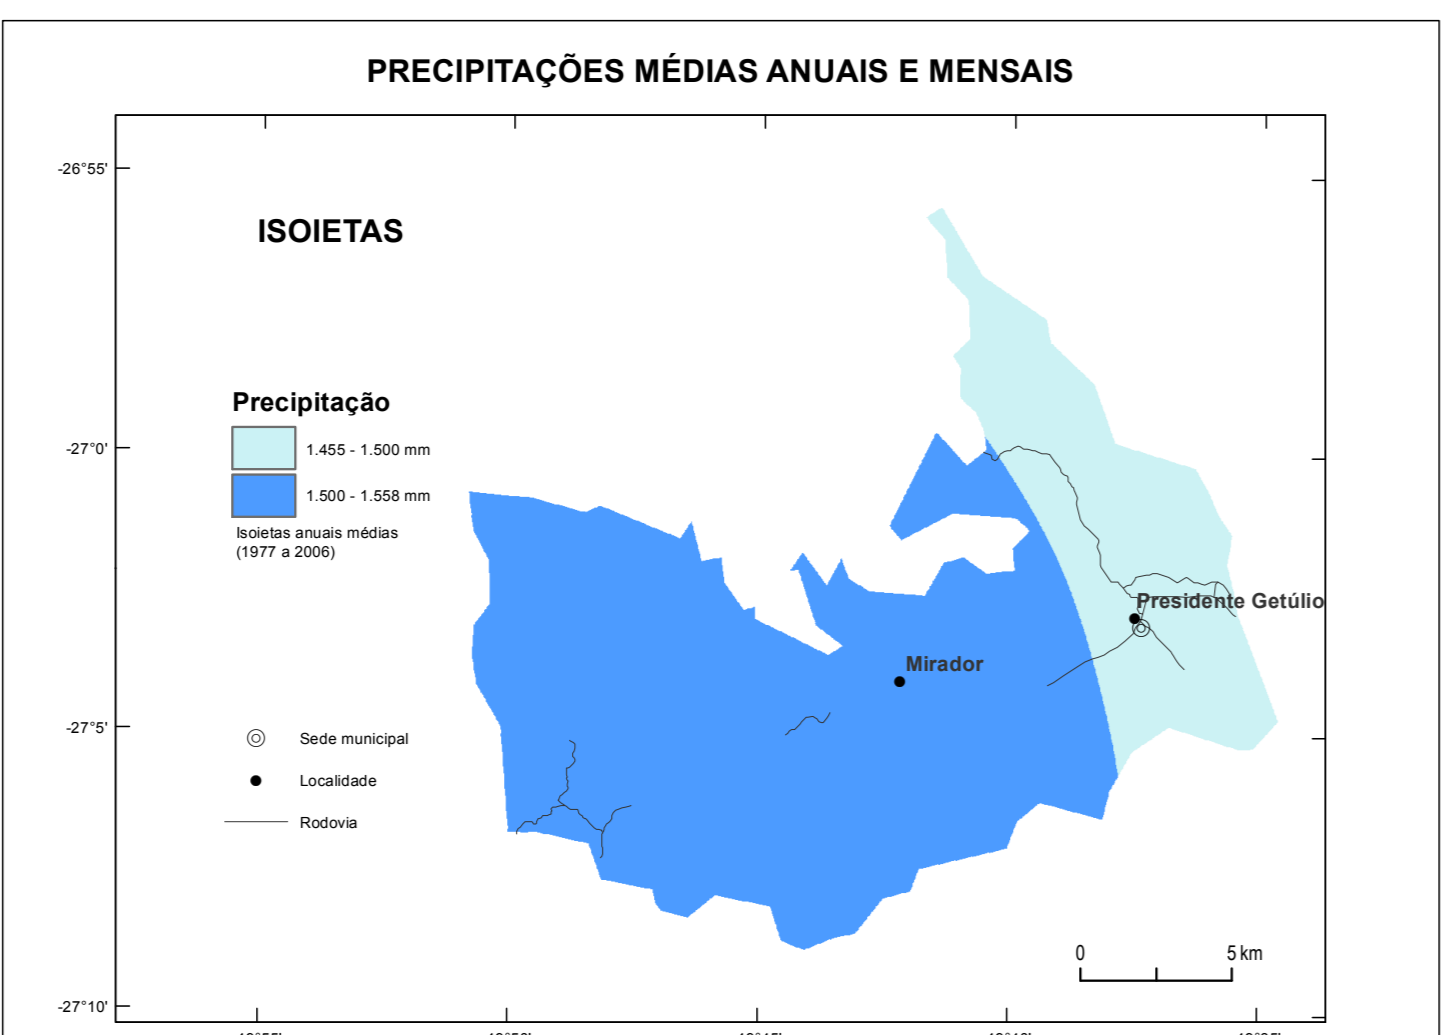 PRECIPITAÇÕES MÉDIAS ANUAIS E MENSAIS
-26°55'
ISOIETAS
Precipitação
1.455 - 1.500 mm
-27°0'
1.500 - 1.558 mm
Isoietas anuais médias
(1977 a 2006)
Presidente Getúlio
Mirador
-27°5'
Sede municipal
Localidade
Rodovia
0 5 km
-27°10'